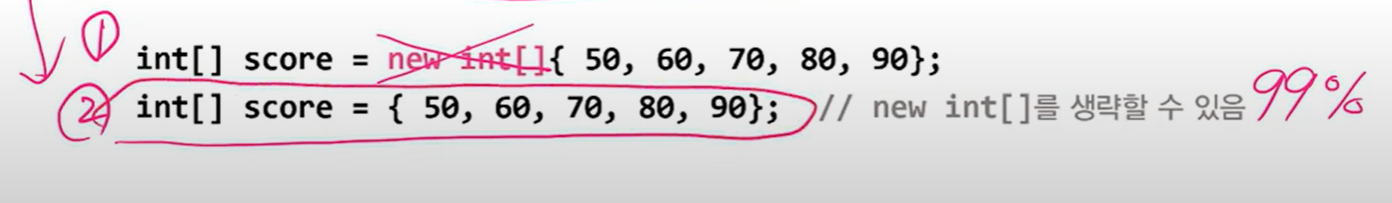 ① int[] score = new int[]{ 50, 60, 70, 80, 90};
② int[] score = { 50, 60, 70, 80, 90}; // new int[]를 생략할 수 있음 99%